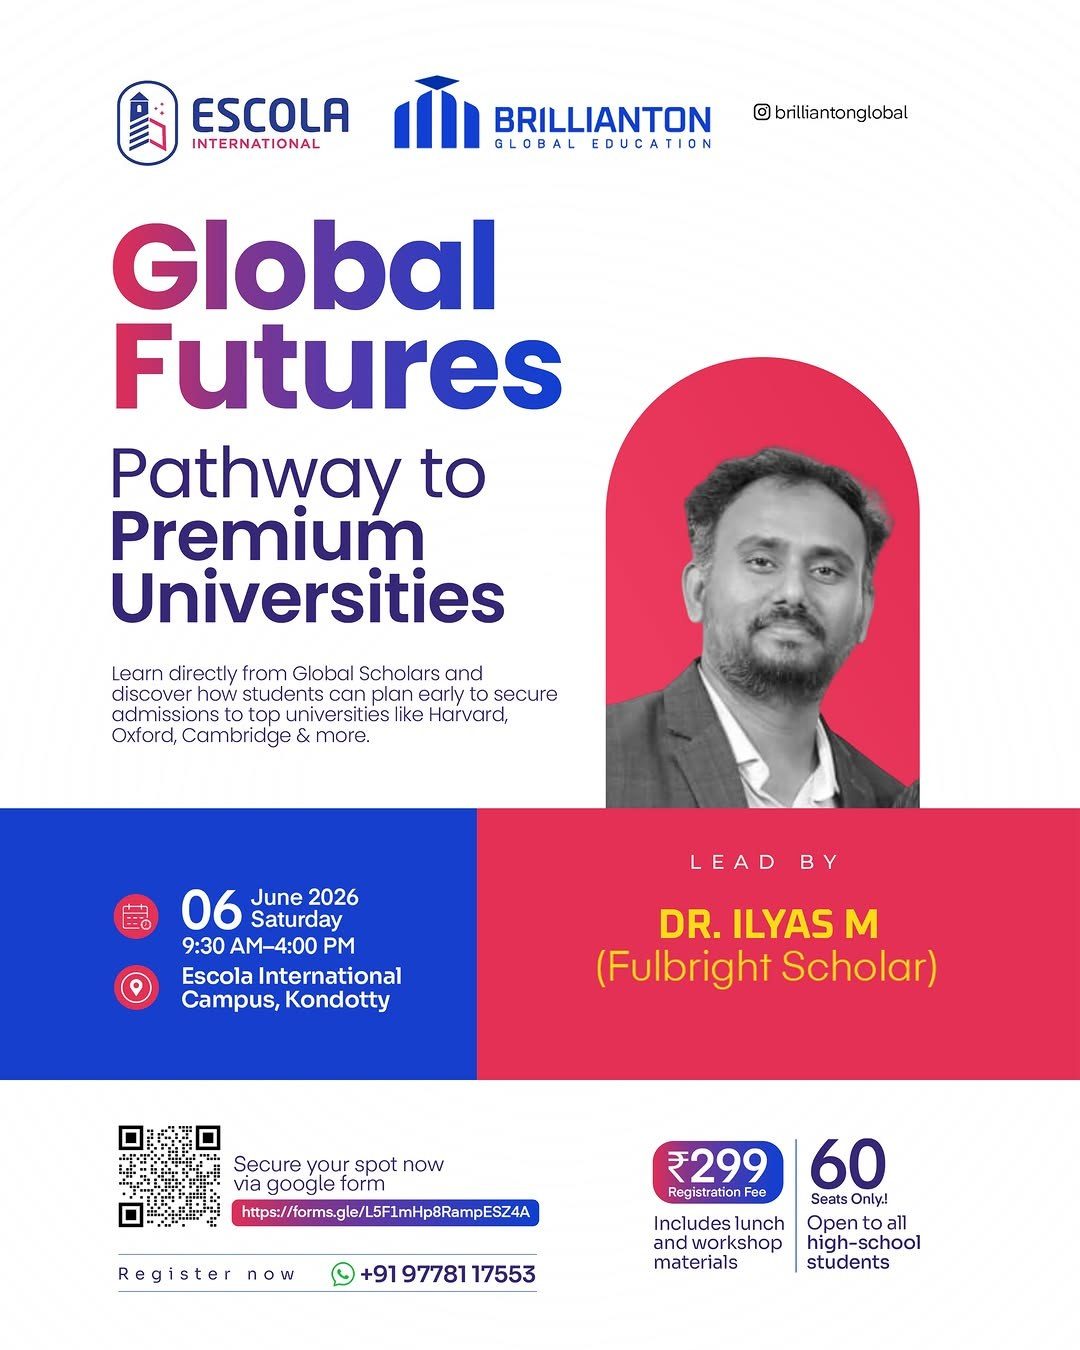 ESCOLA
INTERNATIONAL
BRILLIANTON
GLOBAL EDUCATION
brilliantonglobal
Global
Futures
Pathway to
Premium
Universities
Learn directly from Global Scholars and
discover how students can plan early to secure
admissions to top universities like Harvard,
Oxford, Cambridge & more.
06 June 2026
Saturday
9:30 AM–4:00 PM
Escola International
Campus, Kondotty
LEAD BY
DR. ILYAS M
(Fulbright Scholar)
Secure your spot now
via google form
https://forms.gle/L5F1mHp8RampESZ4A
Register now
+91 97781 17553
₹299
Registration Fee
Includes lunch
and workshop
materials
60
Seats Only.!
Open to all
high-school
students